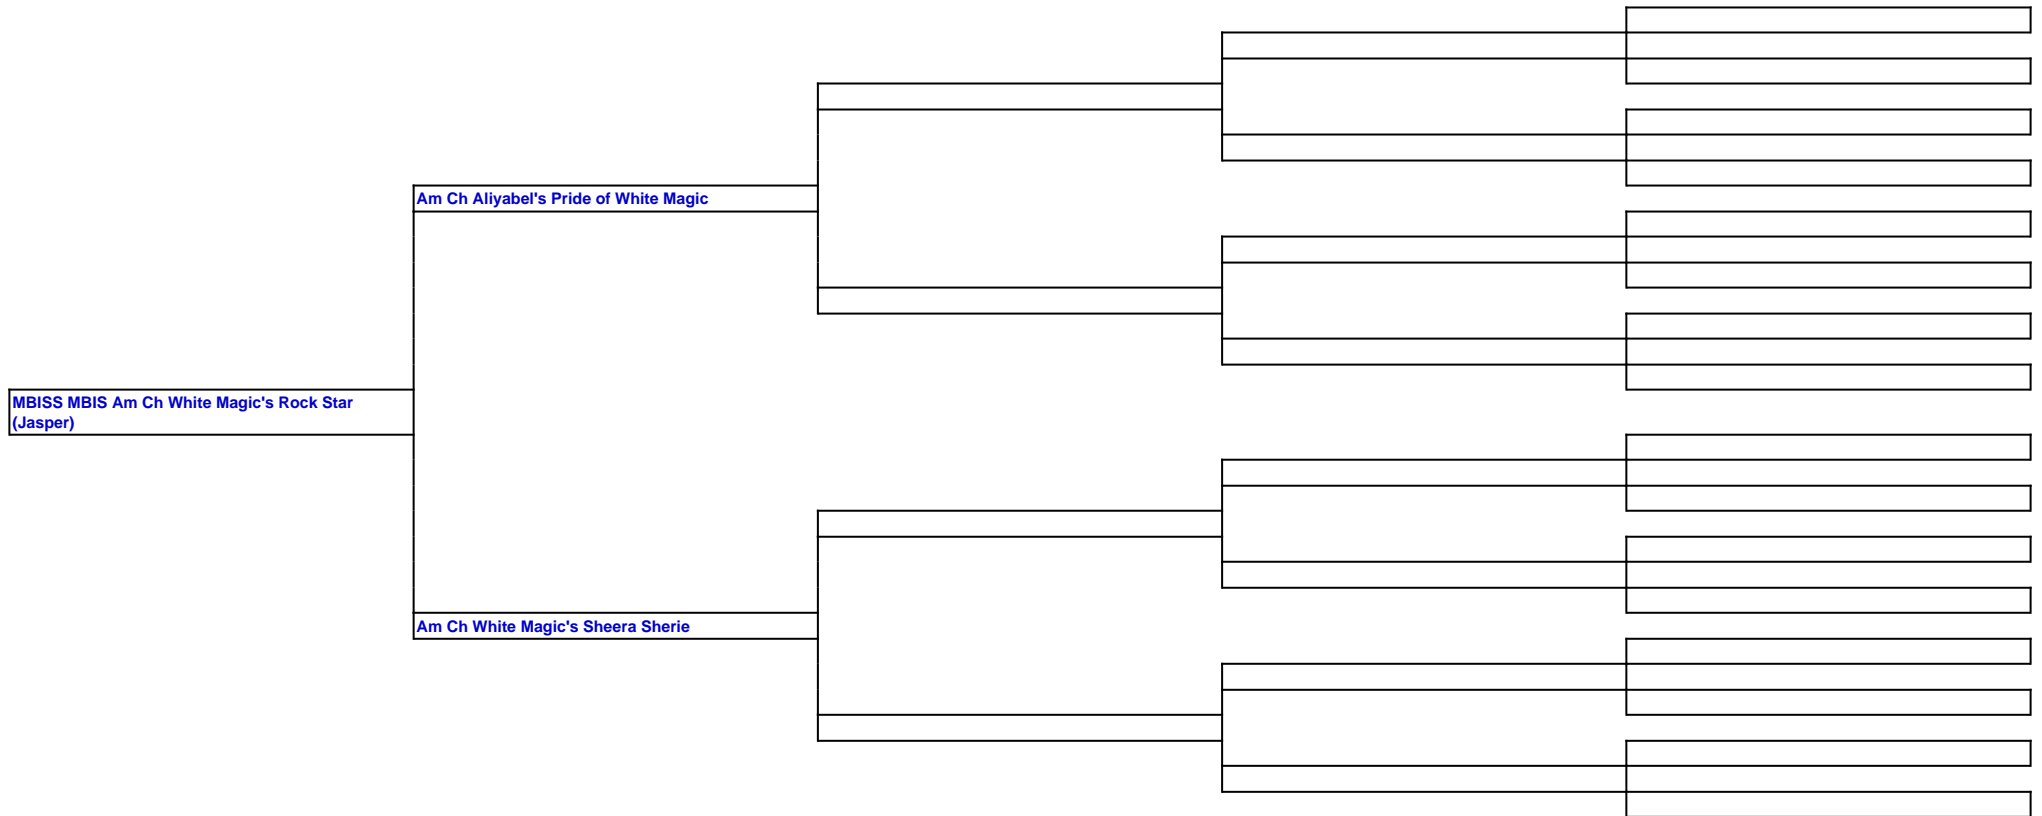 Am Ch Aliyabel's Pride of White Magic
MBISS MBIS Am Ch White Magic's Rock Star
(Jasper)
Am Ch White Magic's Sheera Sherie